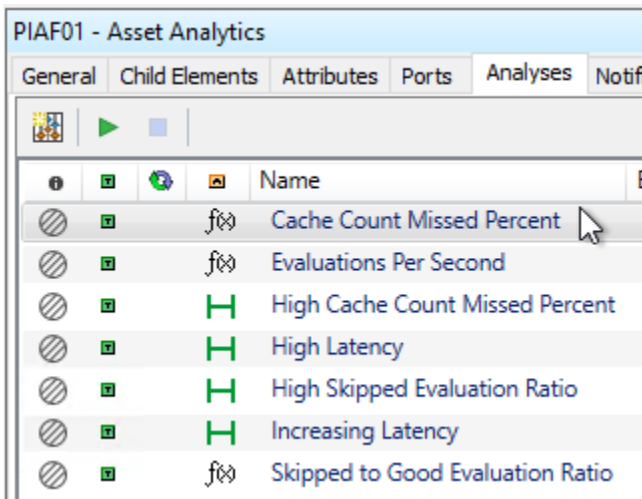 PIAF01 - Asset Analytics
General Child Elements Attributes Ports Analyses Notif
Name
f(x) Cache Count Missed Percent
f(x) Evaluations Per Second
High Cache Count Missed Percent
High Latency
High Skipped Evaluation Ratio
Increasing Latency
f(x) Skipped to Good Evaluation Ratio